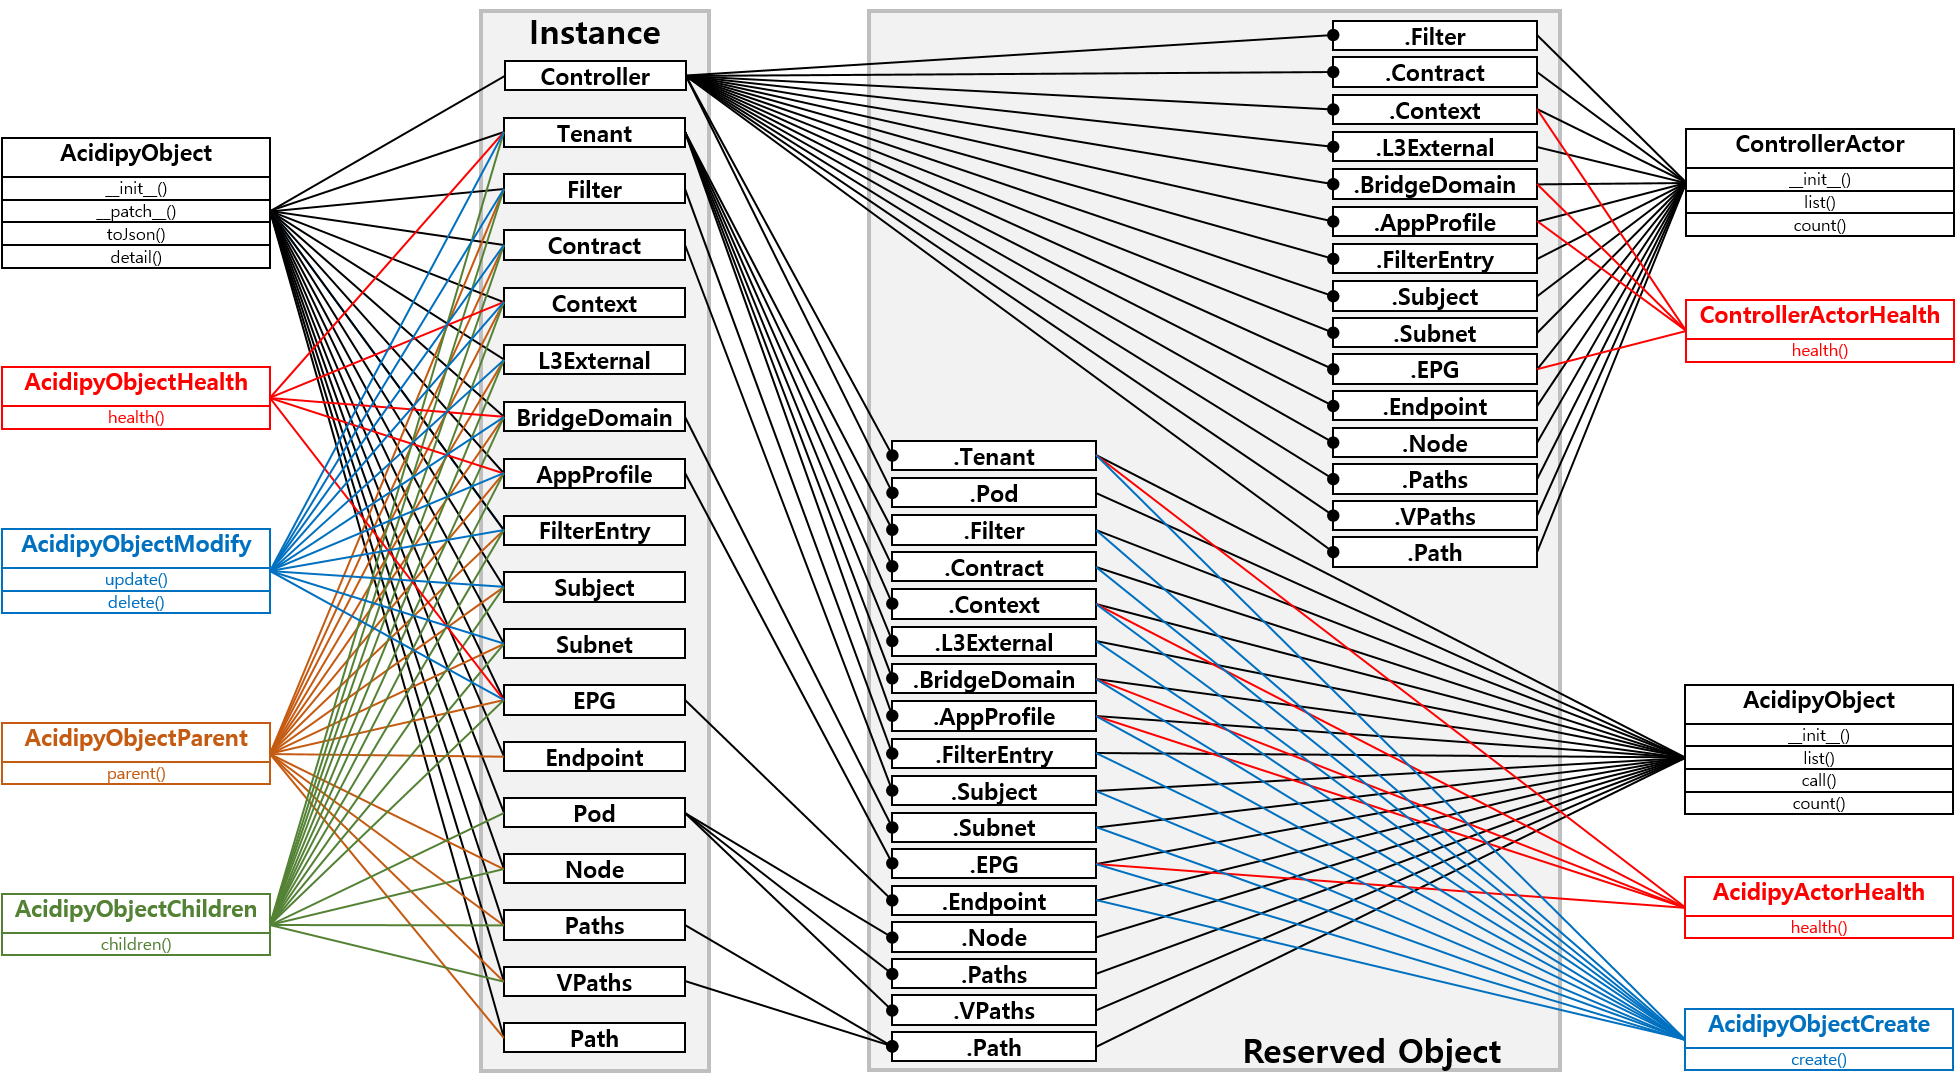 AcidipyObject
__init__()
__patch__()
toJson()
detail()
AcidipyObjectHealth
health()
AcidipyObjectModify
update()
delete()
AcidipyObjectParent
parent()
AcidipyObjectChildren
children()
Instance
Controller
Tenant
Filter
Contract
Context
L3External
BridgeDomain
AppProfile
FilterEntry
Subject
Subnet
EPG
Endpoint
Pod
Node
Paths
VPaths
Path
.Tenant
.Pod
.Filter
.Contract
.Context
.L3External
.BridgeDomain
.AppProfile
.FilterEntry
.Subject
.Subnet
.EPG
.Endpoint
.Node
.Paths
.VPaths
.Path
.Filter
.Contract
.Context
.L3External
.BridgeDomain
.AppProfile
.FilterEntry
.Subject
.Subnet
.EPG
.Endpoint
.Node
.Paths
.VPaths
.Path
Reserved Object
ControllerActor
__init__()
list()
count()
ControllerActorHealth
health()
AcidipyObject
__init__()
list()
call()
count()
AcidipyActorHealth
health()
AcidipyObjectCreate
create()